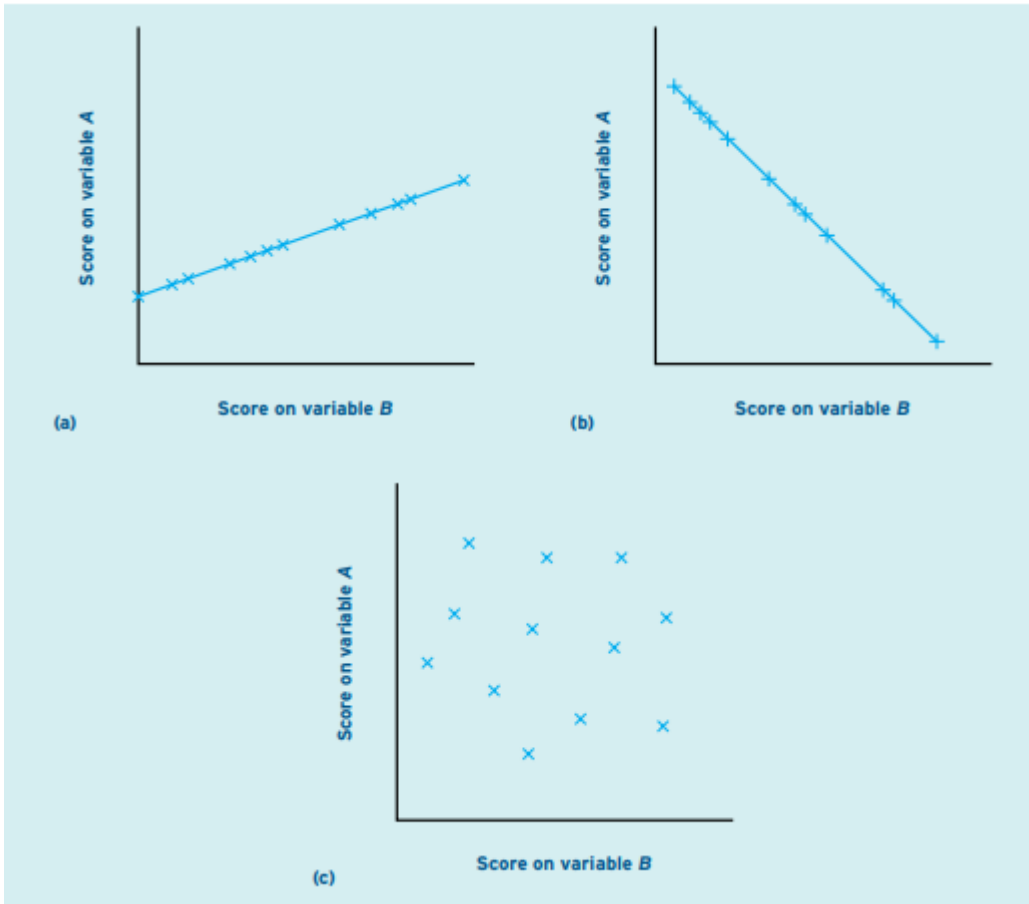 Score on variable A
Score on variable B
(a)
Score on variable A
Score on variable B
(b)
Score on variable A
Score on variable B
(c)